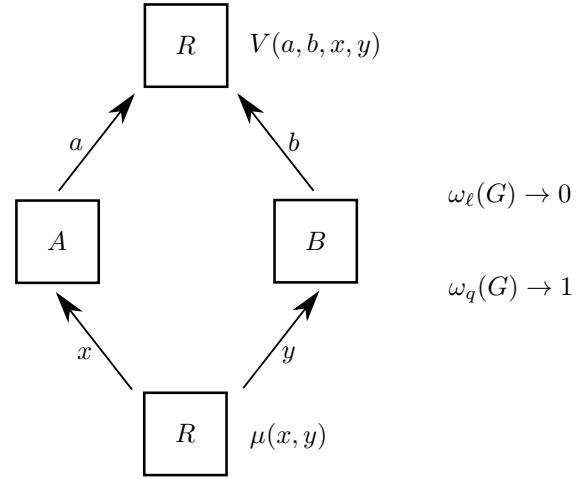 R V(a, b, x, y)
a b
ω_ℓ(G) → 0
A B
ω_q(G) → 1
x y
R μ(x, y)